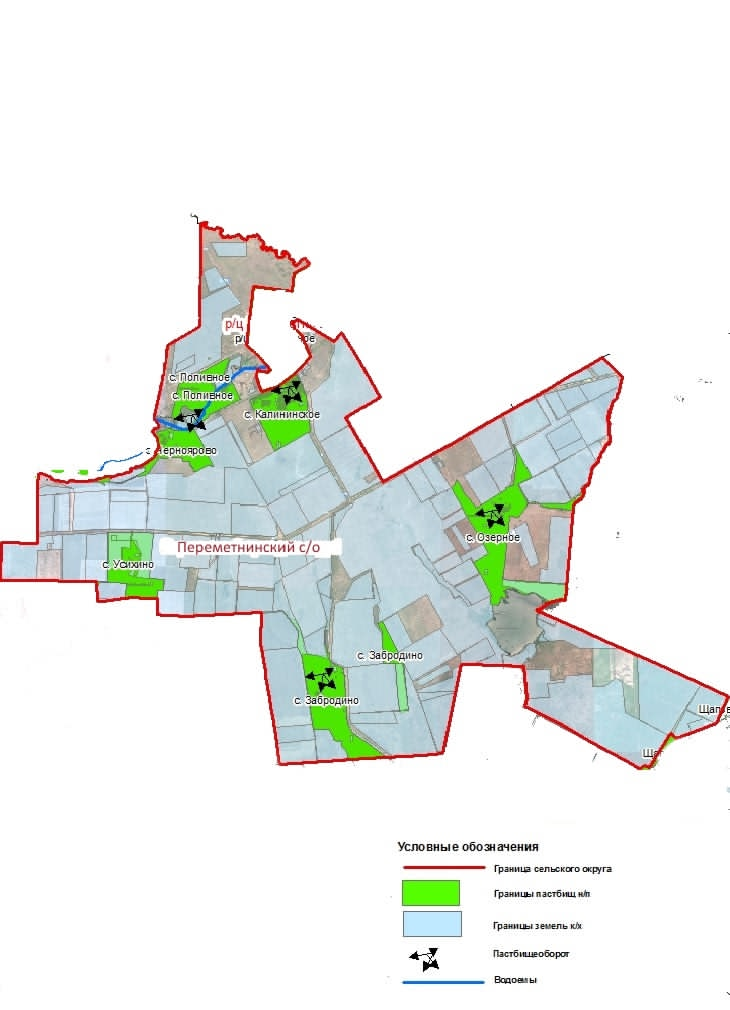 р/ц
с. Поливное
с. Поливное
с. Калининское
с. Чернояров
с. Озерное
Переметнинский с/о
с. Усихино
с. Забродино
с. Забродино
Условные обозначения
Граница сельского округа
Границы пастбищ н/п
Границы земель к/х
Пастбищеоборот
Водоемы